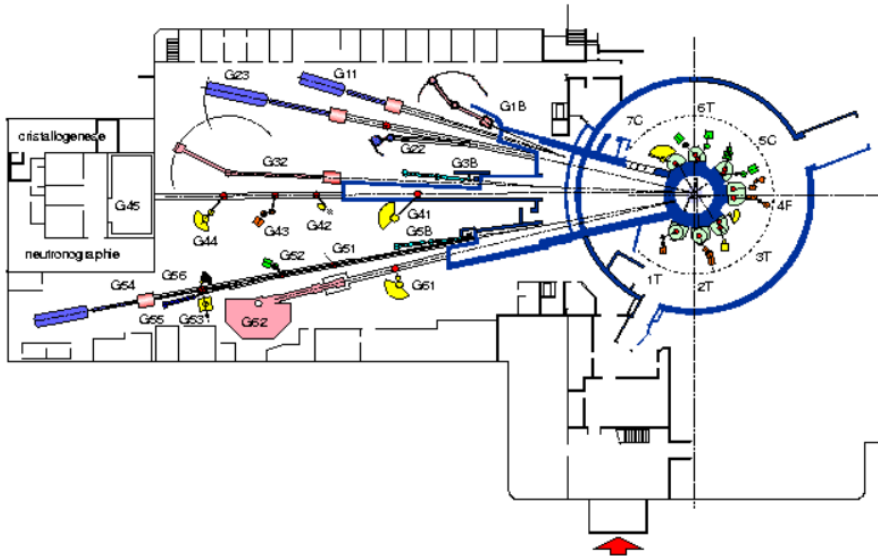 G23
G11
G1B
6T
7C
cristallogenese
G22
5C
G32
G3B
G45
4F
G41
G42
G44
G43
G5B
neutronographie
G52
G51
3T
G56
1T
G54
G61
2T
G55
G53
G62